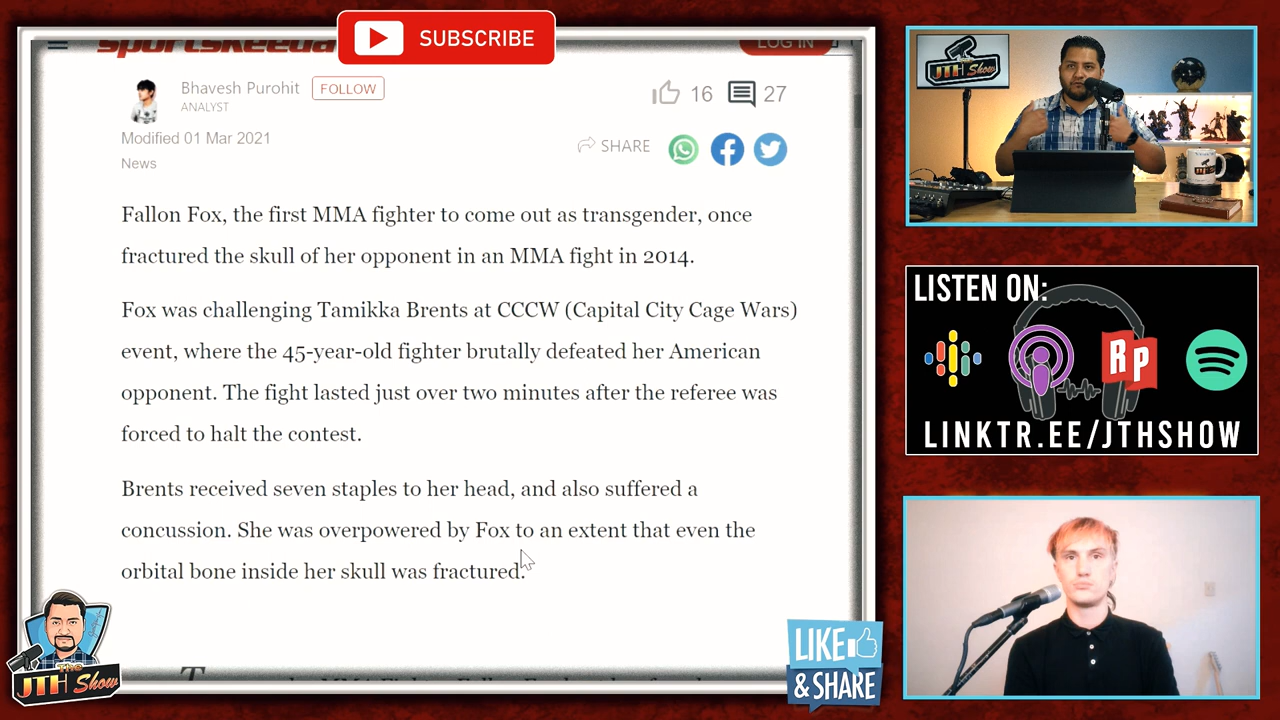 sportskeeda
SUBSCRIBE
LOG IN
Bhavesh Purohit
FOLLOW
ANALYST
16
27
Modified 01 Mar 2021
News
SHARE
Fallon Fox, the first MMA fighter to come out as transgender, once
fractured the skull of her opponent in an MMA fight in 2014.
Fox was challenging Tamikka Brents at CCCW (Capital City Cage Wars)
event, where the 45-year-old fighter brutally defeated her American
opponent. The fight lasted just over two minutes after the referee was
forced to halt the contest.
Brents received seven staples to her head, and also suffered a
concussion. She was overpowered by Fox to an extent that even the
orbital bone inside her skull was fractured.
The
JTH Show
LIKE
& SHARE
JTH Show
LISTEN ON:
Rp
LINKTR.EE/JTHSHOW